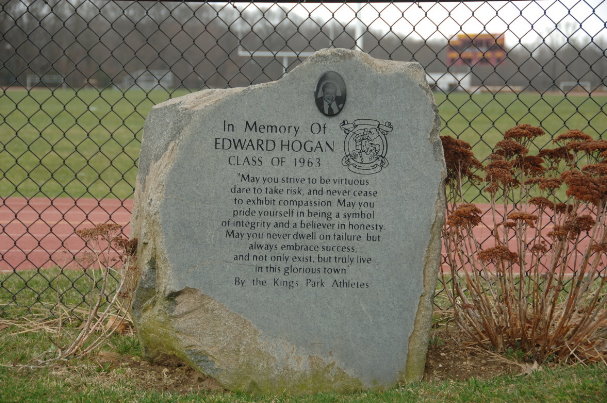 In Memory Of
EDWARD HOGAN
CLASS OF 1963
"May you strive to be virtuous
dare to take risk, and never cease
to exhibit compassion. May you
pride yourself in being a symbol
of integrity and a believer in honesty.
May you never dwell on failure, but
always embrace success,
and not only exist, but truly live
in this glorious town"
By the Kings Park Athletes